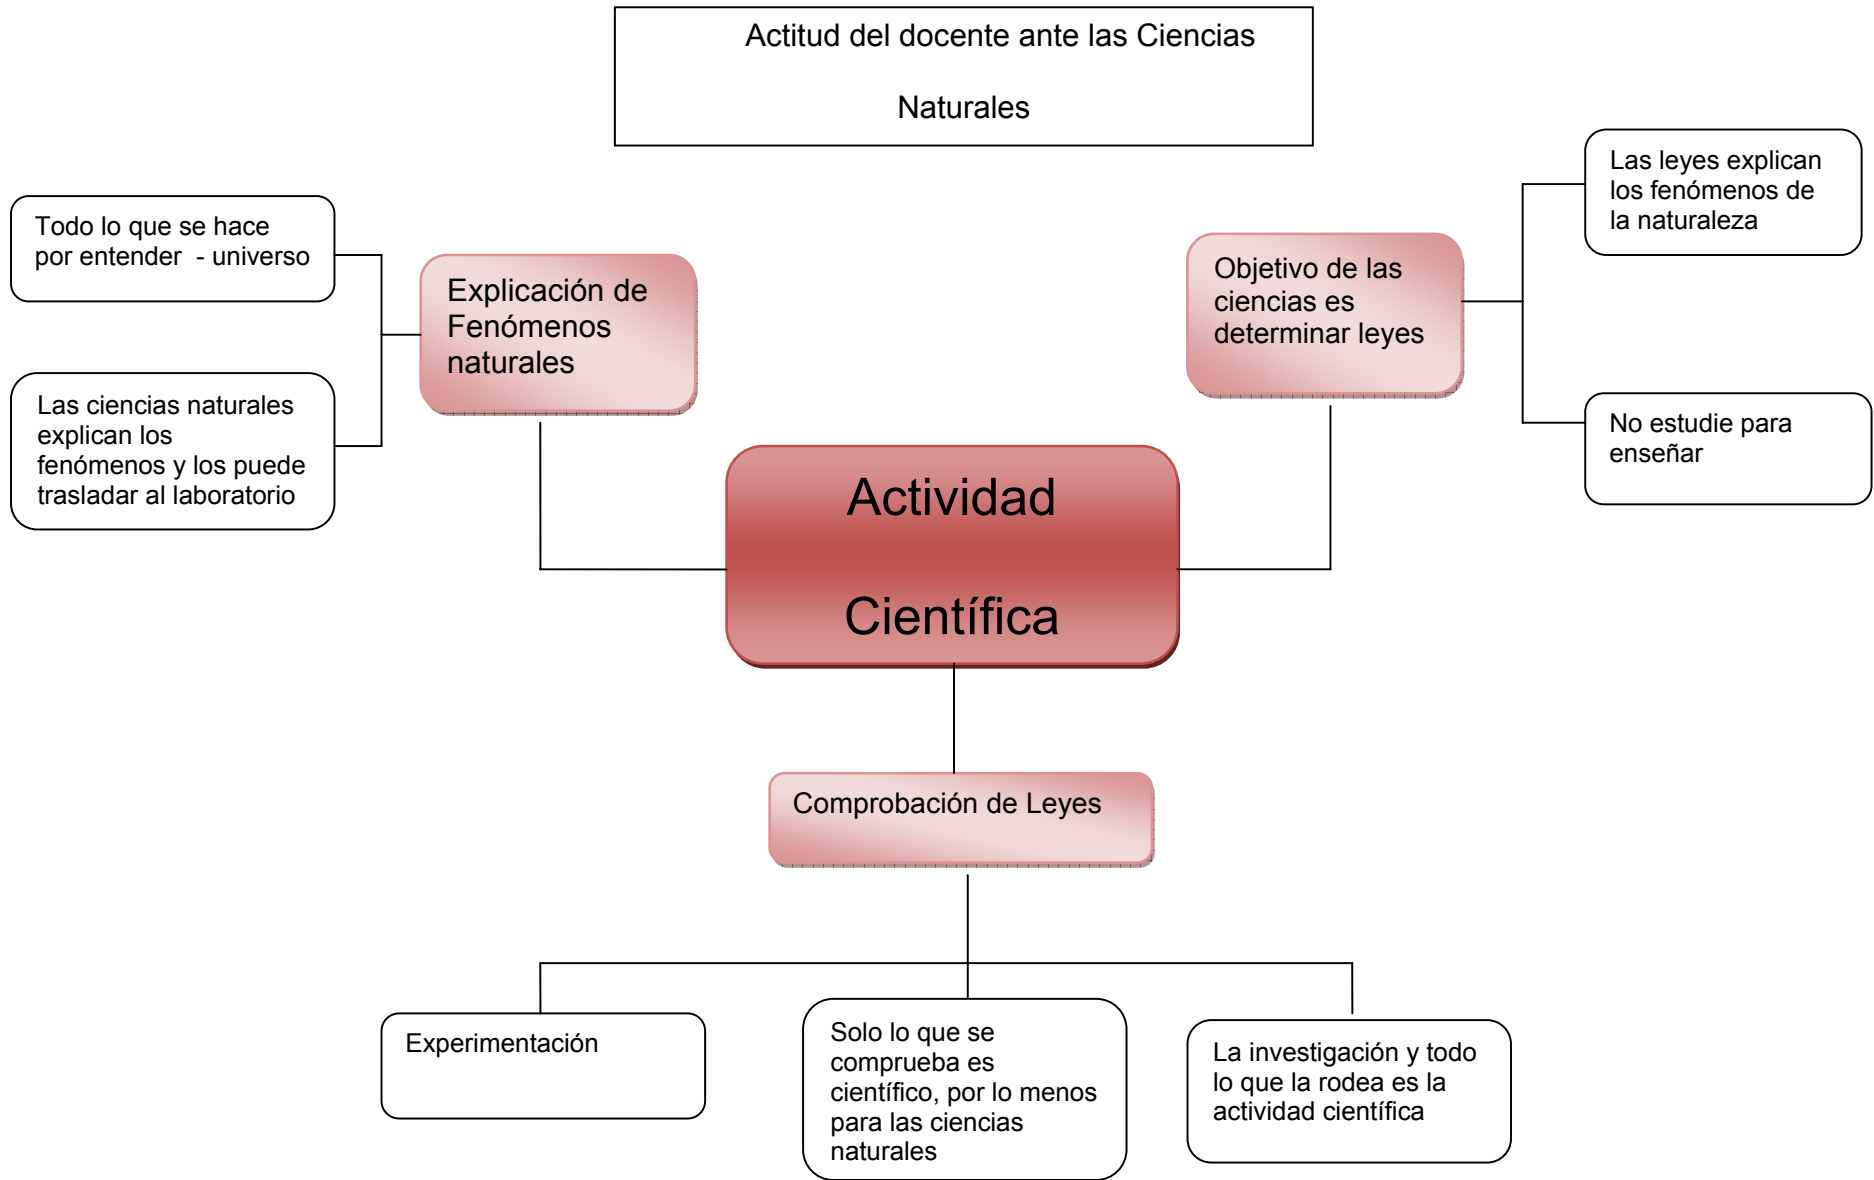 Actitud del docente ante las Ciencias
Naturales
Todo lo que se hace
por entender - universo
Las ciencias naturales
explican los
fenómenos y los puede
trasladar al laboratorio
Explicación de
Fenómenos
naturales
Objetivo de las
ciencias es
determinar leyes
Las leyes explican
los fenómenos de
la naturaleza
No estudie para
enseñar
Actividad
Científica
Comprobación de Leyes
Experimentación
Solo lo que se
comprueba es
científico, por lo menos
para las ciencias
naturales
La investigación y todo
lo que la rodea es la
actividad científica